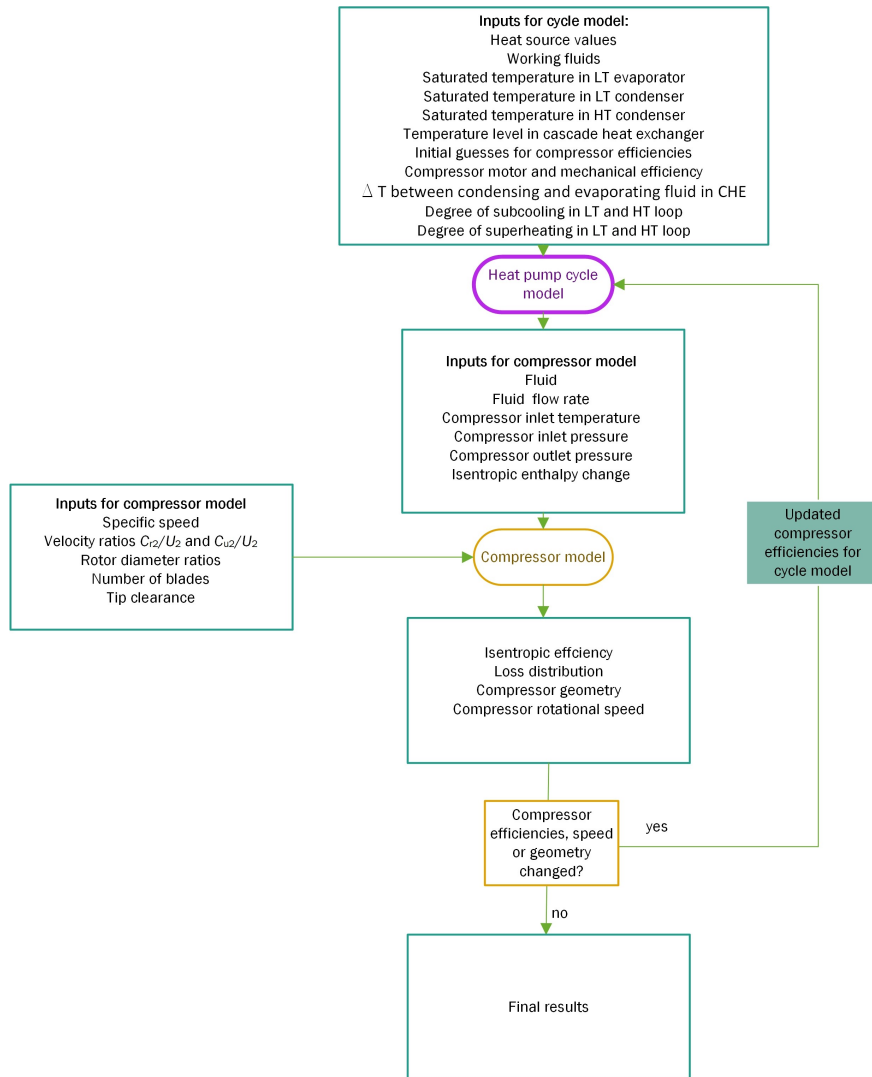 Inputs for cycle model:
Heat source values
Working fluids
Saturated temperature in LT evaporator
Saturated temperature in LT condenser
Saturated temperature in HT condenser
Temperature level in cascade heat exchanger
Initial guesses for compressor efficiencies
Compressor motor and mechanical efficiency
Δ T between condensing and evaporating fluid in CHE
Degree of subcooling in LT and HT loop
Degree of superheating in LT and HT loop
Heat pump cycle
model
Inputs for compressor model
Fluid
Fluid flow rate
Compressor inlet temperature
Compressor inlet pressure
Compressor outlet pressure
Isentropic enthalpy change
Inputs for compressor model
Specific speed
Velocity ratios Cr2/U2 and Cu2/U2
Rotor diameter ratios
Number of blades
Tip clearance
Compressor model
Updated
compressor
efficiencies for
cycle model
Isentropic effciency
Loss distribution
Compressor geometry
Compressor rotational speed
Compressor
efficiencies, speed
or geometry
changed?
yes
no
Final results